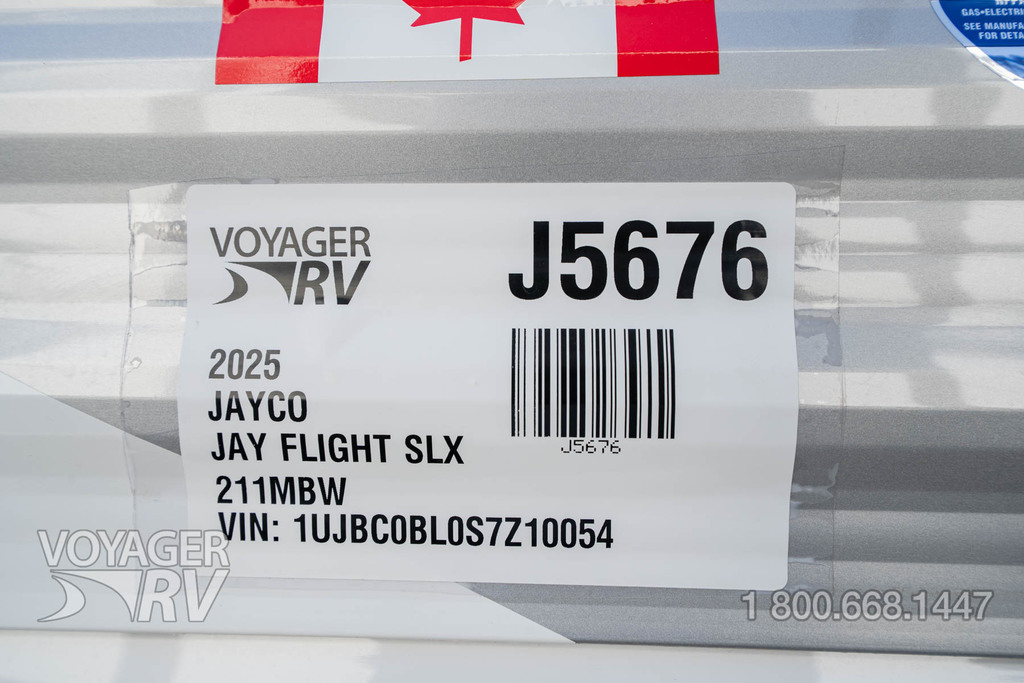 GAS-ELECTRI
SEE MANUFA
FOR DETA
VOYAGER
RV
J5676
2025
JAYCO
JAY FLIGHT SLX
211MBW
VIN: 1UJBC0BL0S7Z10054
J5676
VOYAGER
RV
1 800.668.1447